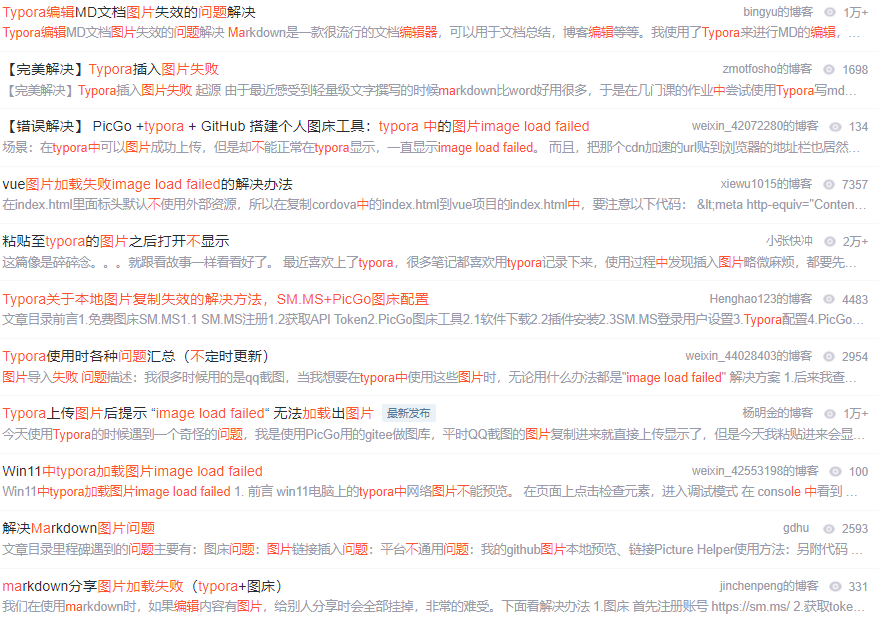 Typora编辑MD文档图片失效的问题解决 bingyu的博客 1万+
Typora编辑MD文档图片失效的问题解决 Markdown是一款很流行的文档编辑器，可以用于文档总结，博客编辑等等。我使用了Typora来进行MD的编辑，...
【完美解决】Typora插入图片失败 zmotfosho的博客 1698
【完美解决】Typora插入图片失败 起源 由于最近感受到轻量级文字撰写的时候markdown比word好用很多，于是在几门课的作业中尝试使用Typora写md...
【错误解决】 PicGo +typora + GitHub 搭建个人图床工具：typora 中的图片image load failed weixin_42072280的博客 134
场景：在typora中可以图片成功上传，但是却不能正常在typora显示，一直显示image load failed。 而且，把那个cdn加速的url贴到浏览器的地址栏也居然...
vue图片加载失败image load failed的解决办法 xiewu1015的博客 7357
在index.html里面标头默认不使用外部资源，所以在复制cordova中的index.html到vue项目的index.html中，要注意以下代码： &lt;meta http-equiv="Conten...
粘贴至typora的图片之后打开不显示 小张快冲 2万+
这篇像是碎碎念。。。就跟看故事一样看看好了。 最近喜欢上了typora，很多笔记都喜欢用typora记录下来，使用过程中发现插入图片略微麻烦，都要先...
Typora关于本地图片复制失效的解决方法，SM.MS+PicGo图床配置 Henghao123的博客 4483
文章目录前言1.免费图床SM.MS1.1 SM.MS注册1.2获取API Token2.PicGo图床工具2.1软件下载2.2插件安装2.3SM.MS登录用户设置3.Typora配置4.PicGo...
Typora使用时各种问题汇总（不定时更新） weixin_44028403的博客 2954
图片导入失败 问题描述：我很多时候用的是qq截图，当我想要在typora中使用这些图片时，无论用什么办法都是"image load failed" 解决方案 1.后来我查...
Typora上传图片后提示 “image load failed“ 无法加载出图片 最新发布 杨明金的博客 1万+
今天使用Typora的时候遇到一个奇怪的问题，我是使用PicGo用的gitee做图库，平时QQ截图的图片复制进来就直接上传显示了，但是今天我粘贴进来会显...
Win11中typora加载图片image load failed weixin_42553198的博客 100
Win11中typora加载图片image load failed 1. 前言 win11电脑上的typora中网络图片不能预览。 在页面上点击检查元素，进入调试模式 在 console 中看到 ...
解决Markdown图片问题 gdhu 2593
文章目录里程碑遇到的问题主要有：图床问题：图片链接插入问题：平台不通用问题：我的github图片本地预览、链接Picture Helper使用方法：另附代码 ...
markdown分享图片加载失败（typora+图床） jinchenpeng的博客 331
我们在使用markdown时，如果编辑内容有图片，给别人分享时会全部挂掉，非常的难受。下面看解决办法 1.图床 首先注册账号 https://sm.ms/ 2.获取toke...